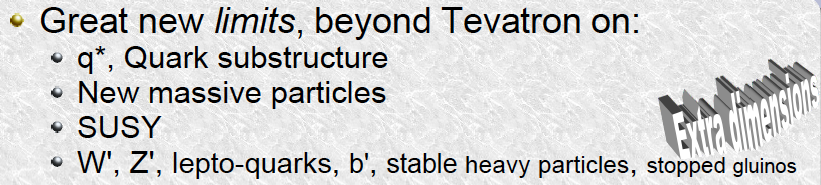 Great new limits, beyond Tevatron on:
q*, Quark substructure
New massive particles
SUSY
Extra dimensions
W', Z', lepto-quarks, b', stable heavy particles, stopped gluinos